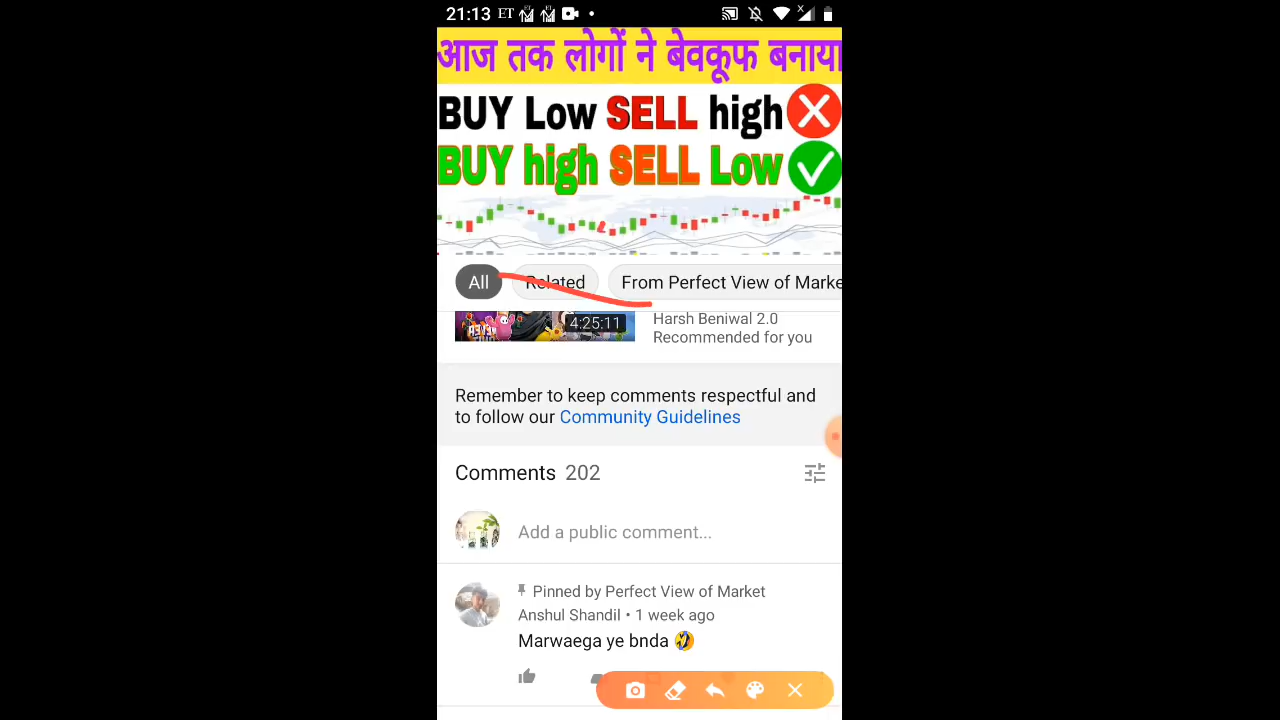 21:13 ET
आज तक लोगों ने बेवकूफ बनाया
BUY Low SELL high
BUY high SELL Low
All Related From Perfect View of Marke
4:25:11
Harsh Beniwal 2.0
Recommended for you
Remember to keep comments respectful and
to follow our Community Guidelines
Comments 202
Add a public comment...
Pinned by Perfect View of Market
Anshul Shandil • 1 week ago
Marwaega ye bnda 🤣